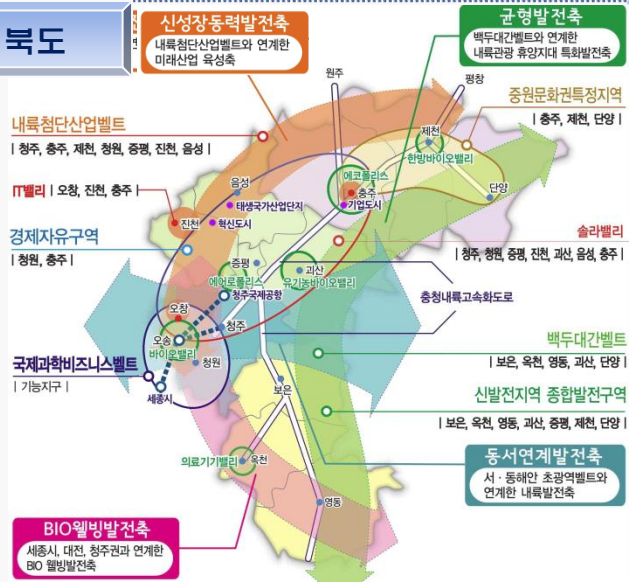 북도
신성장동력발전축
내륙첨단산업벨트와 연계한
미래산업 육성축
균형발전축
백두대간벨트와 연계한
내륙관광 휴양지대 특화발전축
원주
평창
중원문화권특정지역
| 충주, 제천, 단양 |
내륙첨단산업벨트
| 청주, 충주, 제천, 청원, 증평, 진천, 음성 |
제천
한방바이오밸리
에코폴리스
충주
기업도시
단양
IT밸리 | 오창, 진천, 충주 |
음성
태생국가산업단지
진천
혁신도시
솔라밸리
| 청주, 청원, 증평, 진천, 괴산, 음성, 충주 |
경제자유구역
| 청원, 충주 |
증평
에어로폴리스
청주국제공항
괴산
유기농바이오밸리
충청내륙고속화도로
오창
청주
오송
바이오밸리
청원
백두대간벨트
| 보은, 옥천, 영동, 괴산, 단양 |
국제과학비즈니스벨트
| 기능지구 |
세종시
보은
신발전지역 종합발전구역
| 보은, 옥천, 영동, 괴산, 증평, 제천, 단양 |
의료기기밸리
옥천
동서연계발전축
서 · 동해안 초광역벨트와
연계한 내륙발전축
영동
BIO웰빙발전축
세종시, 대전, 청주권과 연계한
BIO 웰빙발전축